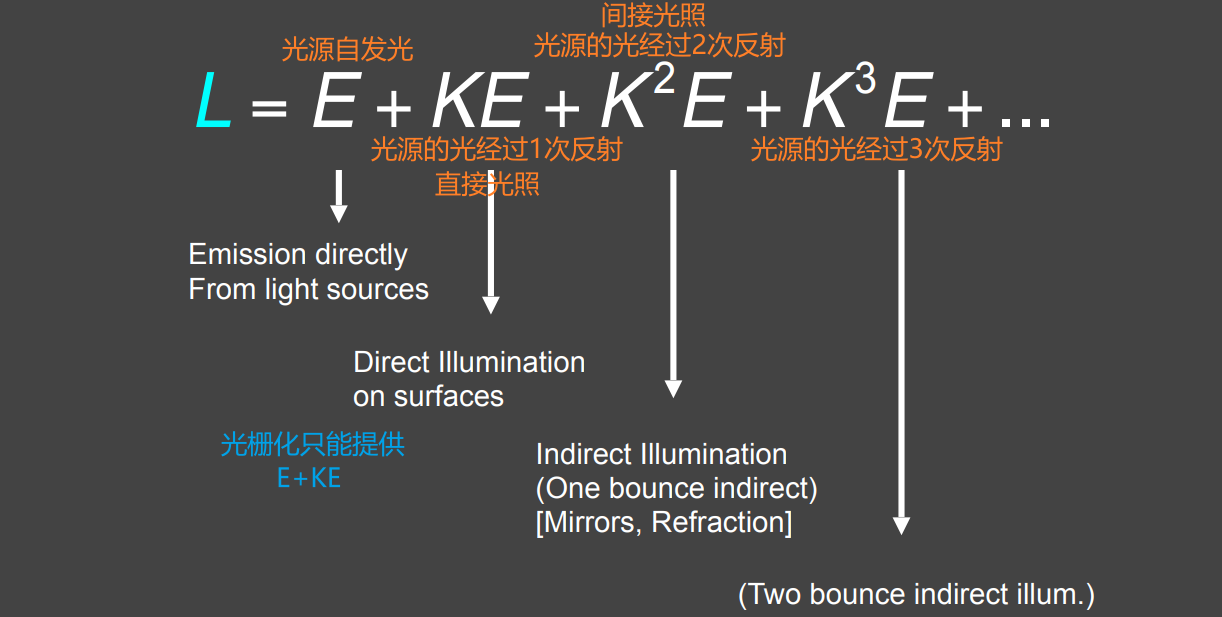 间接光照
光源自发光
光源的光经过2次反射
L = E + KE + K²E + K³E + ...
光源的光经过1次反射
光源的光经过3次反射
直接光照
Emission directly
From light sources
Direct Illumination
on surfaces
光栅化只能提供
E+KE
Indirect Illumination
(One bounce indirect)
[Mirrors, Refraction]
(Two bounce indirect illum.)